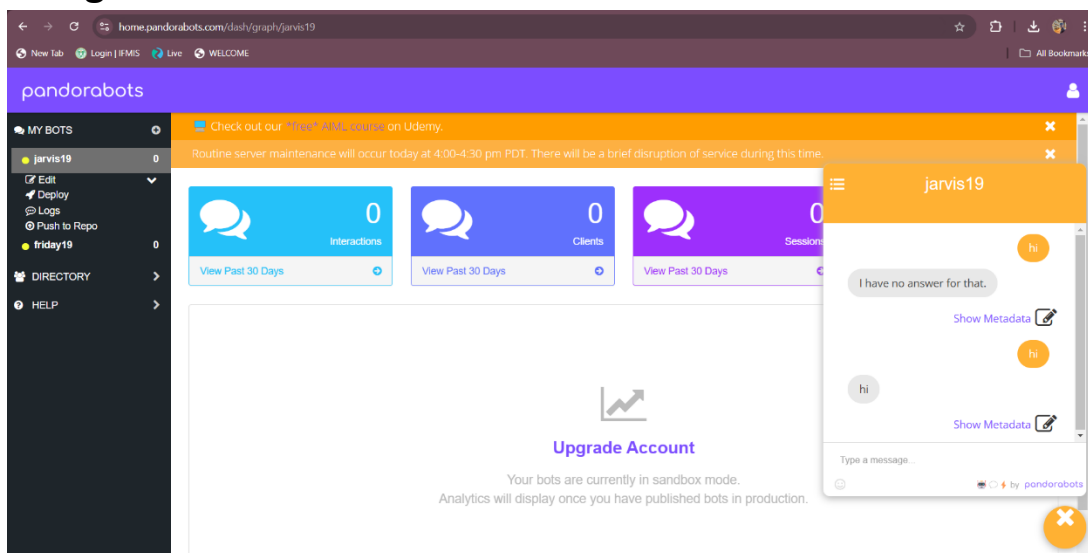 home.pandorabots.com/dash/graph/jarvis19
New Tab Login | IFMIS Live WELCOME All Bookmarks
pandorabots
MY BOTS
jarvis19 0
Edit
Deploy
Logs
Push to Repo
friday19 0
DIRECTORY
HELP
Check out our *free* AIML course on Udemy.
Routine server maintenance will occur today at 4:00-4:30 pm PDT. There will be a brief disruption of service during this time.
0
Interactions
View Past 30 Days
0
Clients
View Past 30 Days
0
Sessions
View Past 30 Days
Upgrade Account
Your bots are currently in sandbox mode.
Analytics will display once you have published bots in production.
jarvis19
hi
I have no answer for that.
Show Metadata
hi
hi
Show Metadata
Type a message...
by pandorabots